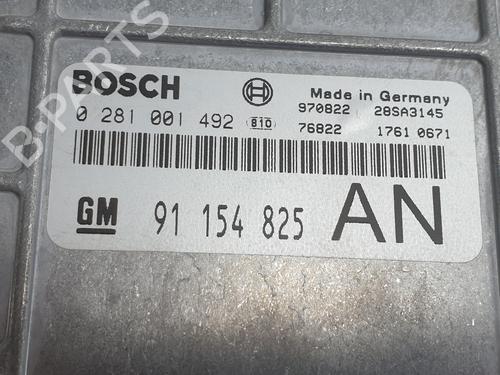 B-PARTS
BOSCH
Made in Germany
0 281 001 492 810
970822 28SA3145
76822 1761 0671
GM 91 154 825 AN